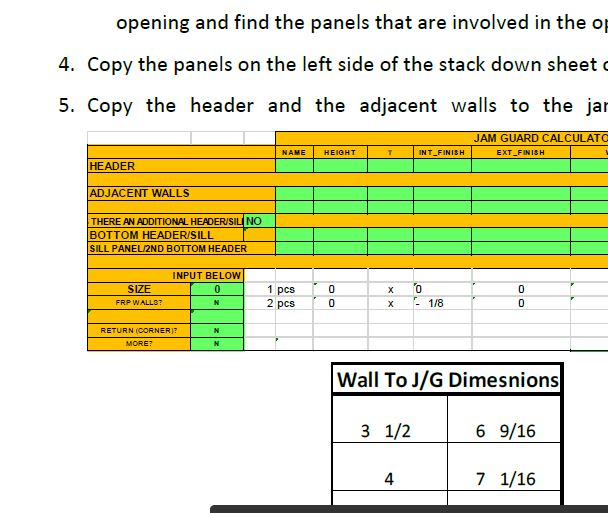 opening and find the panels that are involved in the
4. Copy the panels on the left side of the stack down sheet
5. Copy the header and the adjacent walls to the
JAM GUARD
NAME HEIGHT T INT_FINISH EXT_FINISH
HEADER
ADJACENT WALLS
THERE AN ADDITIONAL HEADER/SILL NO
BOTTOM HEADER/SILL
SILL PANEL/2ND BOTTOM HEADER
INPUT BELOW
SIZE 0 1 pcs 0 x 0 0
FRP WALLS? N 2 pcs 0 x - 1/8 0
RETURN (CORNER)? N
MORE? N
Wall To J/G Dimesnions
3 1/2 6 9/16
4 7 1/16